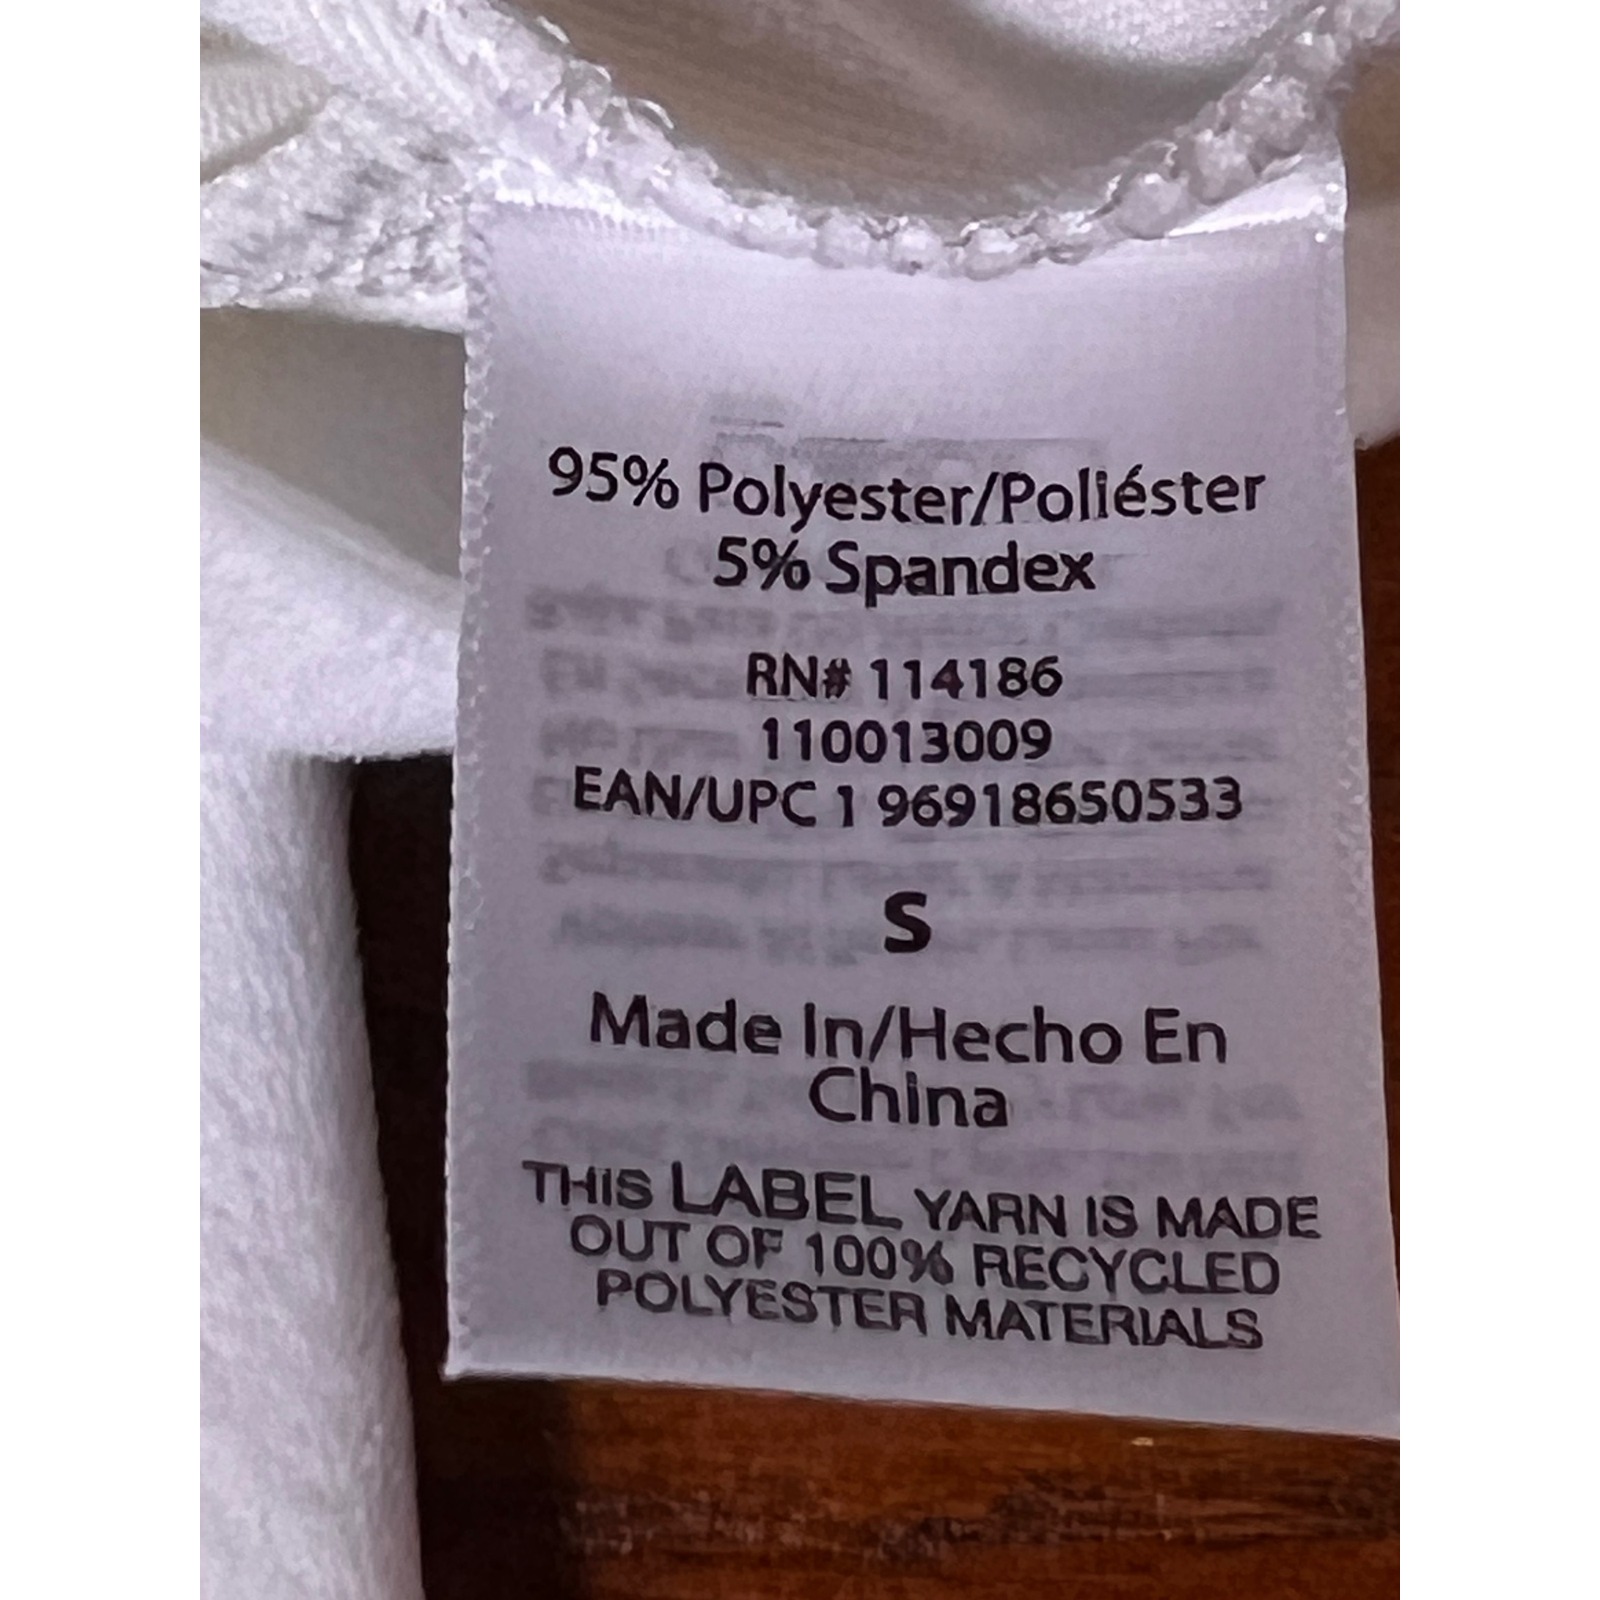 95% Polyester/Poliéster
5% Spandex
RN# 114186
110013009
EAN/UPC 1 96918650533
S
Made In/Hecho En
China
THIS LABEL YARN IS MADE
OUT OF 100% RECYCLED
POLYESTER MATERIALS